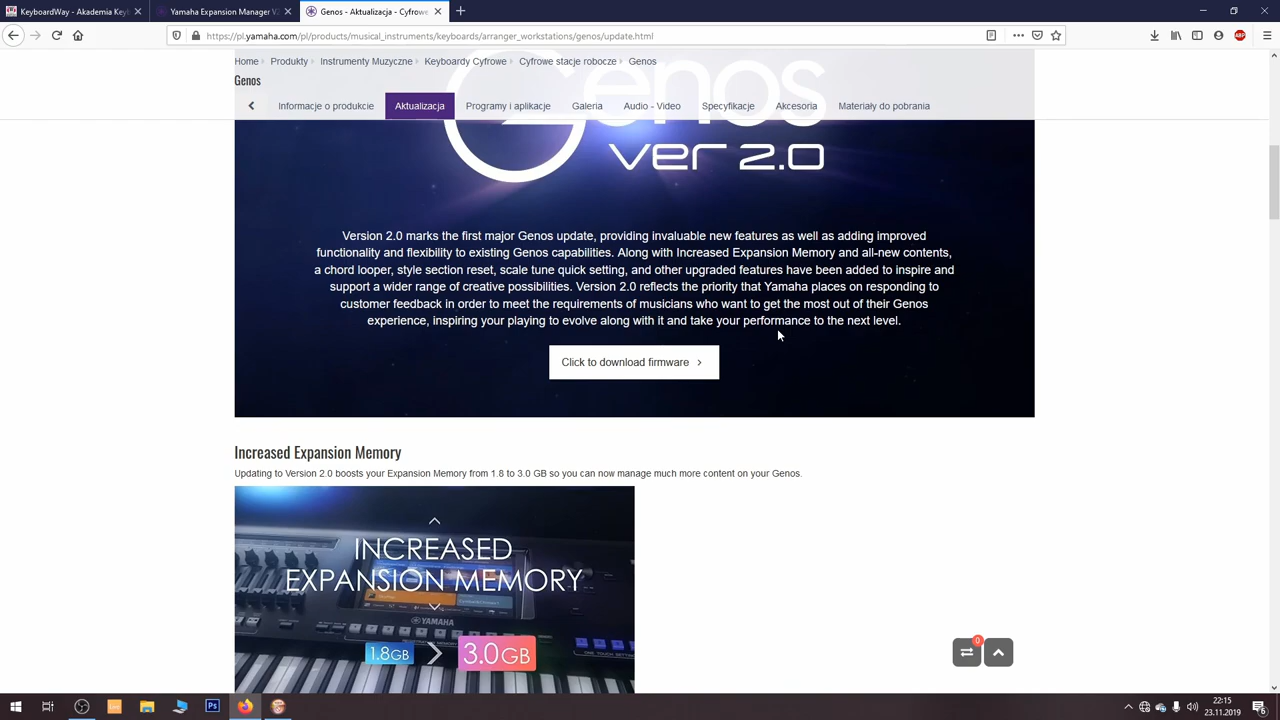 KeyboardWay - Akademia Key
Yamaha Expansion Manager V2
Genos - Aktualizacja - Cyfrowe
https://pl.yamaha.com/pl/products/musical_instruments/keyboards/arranger_workstations/genos/update.html
Home Produkty Instrumenty Muzyczne Keyboardy Cyfrowe Cyfrowe stacje robocze Genos
Genos
Informacje o produkcie Aktualizacja Programy i aplikacje Galeria Audio - Video Specyfikacje Akcesoria Materiały do pobrania
Genos
ver 2.0
Version 2.0 marks the first major Genos update, providing invaluable new features as well as adding improved
functionality and flexibility to existing Genos capabilities. Along with Increased Expansion Memory and all-new contents,
a chord looper, style section reset, scale tune quick setting, and other upgraded features have been added to inspire and
support a wider range of creative possibilities. Version 2.0 reflects the priority that Yamaha places on responding to
customer feedback in order to meet the requirements of musicians who want to get the most out of their Genos
experience, inspiring your playing to evolve along with it and take your performance to the next level.
Click to download firmware
Increased Expansion Memory
Updating to Version 2.0 boosts your Expansion Memory from 1.8 to 3.0 GB so you can now manage much more content on your Genos.
INCREASED
EXPANSION MEMORY
YAMAHA
1.8GB 3.0GB
0
ABP
Ps
22:15
23.11.2019
6